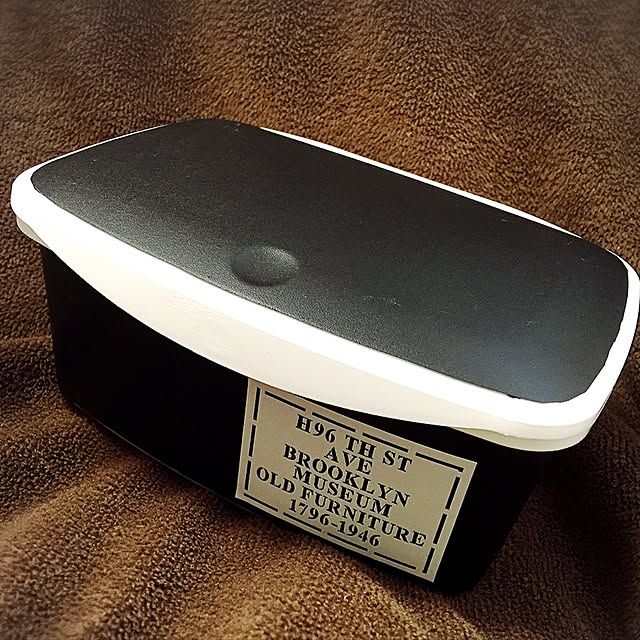 H96 TH ST
AVE
BROOKLYN
MUSEUM
OLD FURNITURE
1796-1946